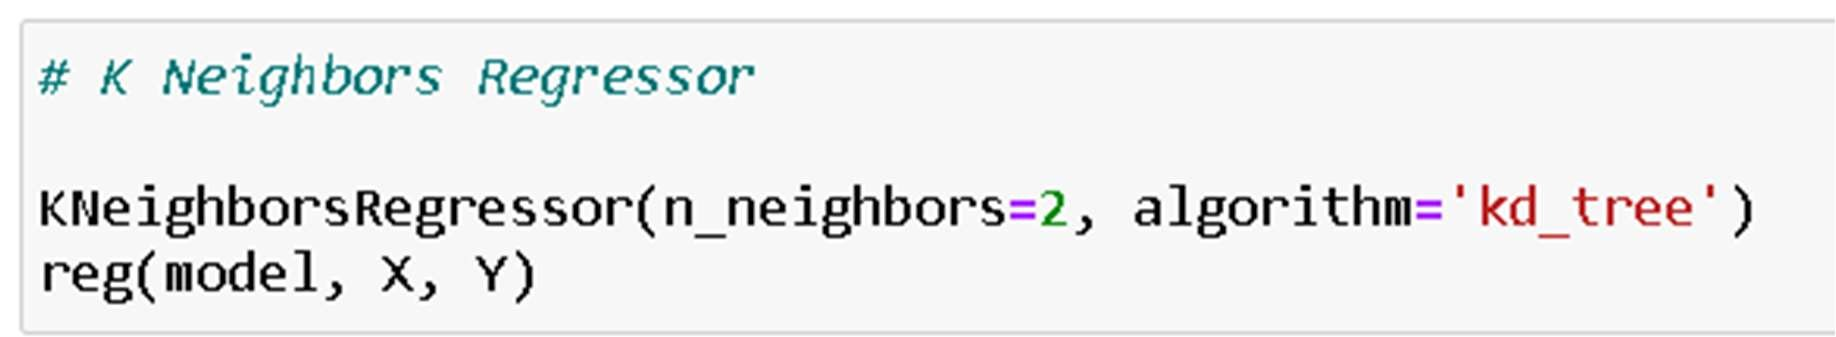 # K Neighbors Regressor
KNeighborsRegressor(n_neighbors=2, algorithm='kd_tree')
reg(model, X, Y)